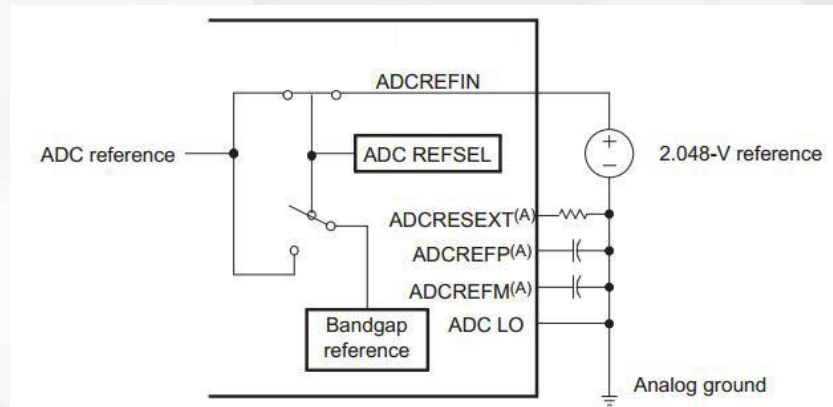 ADCREFIN
ADC reference
ADC REFSEL
+
−
2.048-V reference
ADCRESEXT(A)
ADCREFP(A)
ADCREFM(A)
Bandgap
reference
ADC LO
Analog ground